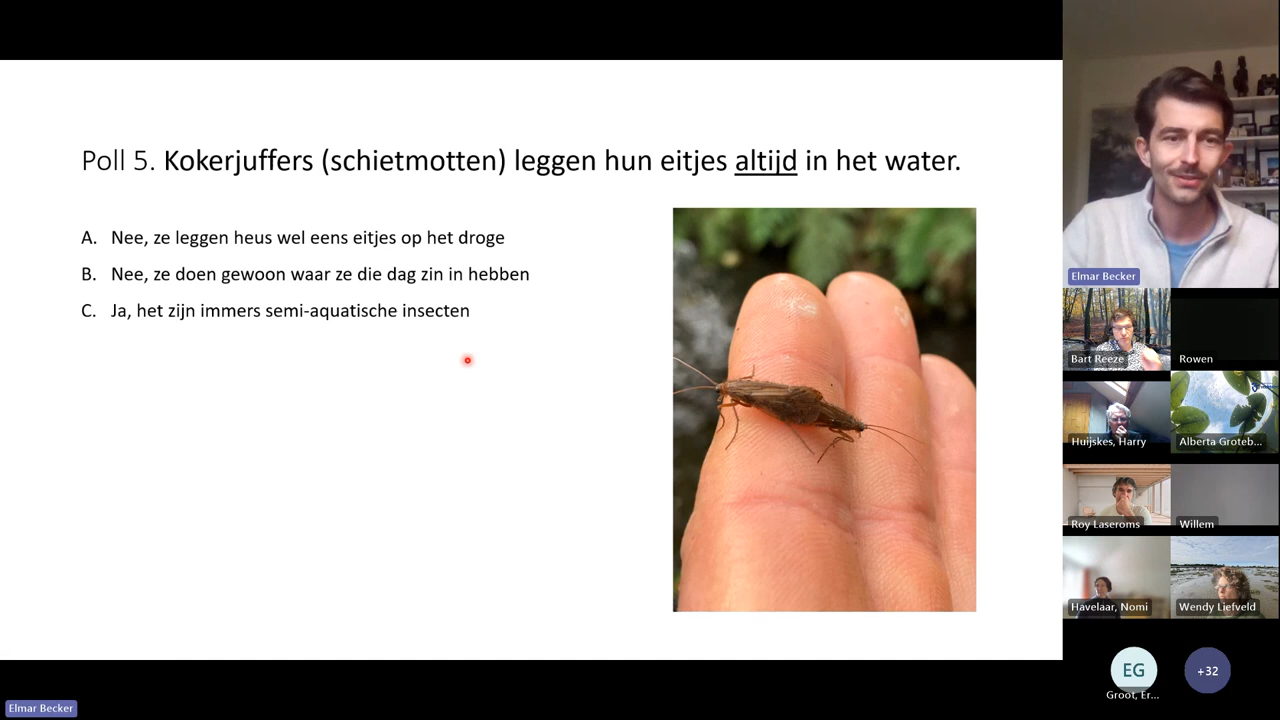 Poll 5. Kokerjuffers (schietmotten) leggen hun eitjes altijd in het water.
A. Nee, ze leggen heus wel eens eitjes op het droge
B. Nee, ze doen gewoon waar ze die dag zin in hebben
C. Ja, het zijn immers semi-aquatische insecten
Elmar Becker
Bart Reeze
Rowen
Huijskes, Harry
Alberta Groteb...
Roy Laseroms
Willem
Havelaar, Nomi
Wendy Liefveld
EG
Groot, Er...
+32
Elmar Becker